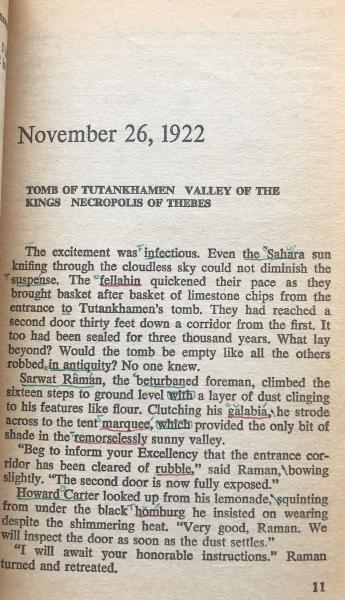 November 26, 1922
TOMB OF TUTANKHAMEN VALLEY OF THE
KINGS NECROPOLIS OF THEBES
The excitement was infectious. Even the Sahara sun
knifing through the cloudless sky could not diminish the
suspense. The fellahin quickened their pace as they
brought basket after basket of limestone chips from the
entrance to Tutankhamen's tomb. They had reached a
second door thirty feet down a corridor from the first. It
too had been sealed for three thousand years. What lay
beyond? Would the tomb be empty like all the others
robbed in antiquity? No one knew.
Sarwat Raman, the beturbaned foreman, climbed the
sixteen steps to ground level with a layer of dust clinging
to his features like flour. Clutching his galabia, he strode
across to the tent marquee, which provided the only bit of
shade in the remorselessly sunny valley.
"Beg to inform your Excellency that the entrance cor-
ridor has been cleared of rubble," said Raman, bowing
slightly. "The second door is now fully exposed."
Howard Carter looked up from his lemonade, squinting
from under the black homburg he insisted on wearing
despite the shimmering heat. "Very good, Raman. We
will inspect the door as soon as the dust settles."
"I will await your honorable instructions." Raman
turned and retreated.
11